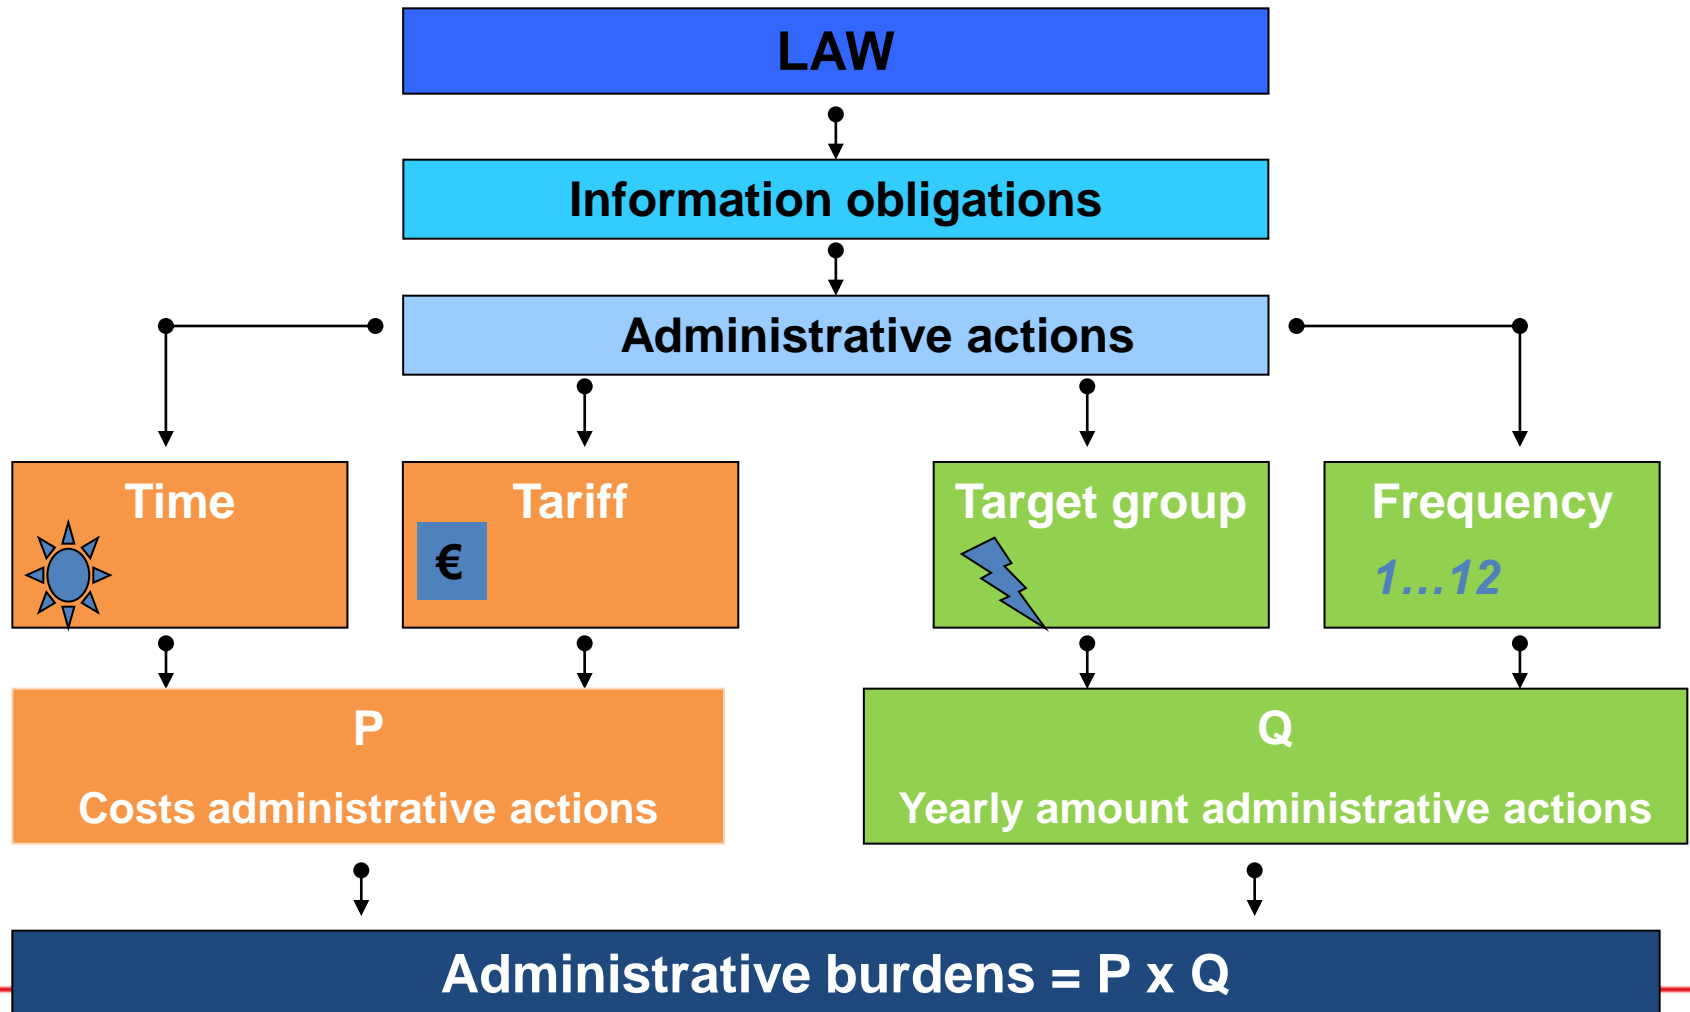 LAW
Information obligations
Administrative actions
Time
Tariff
Target group
Frequency
€
1...12
P
Q
Costs administrative actions
Yearly amount administrative actions
Administrative burdens = P x Q